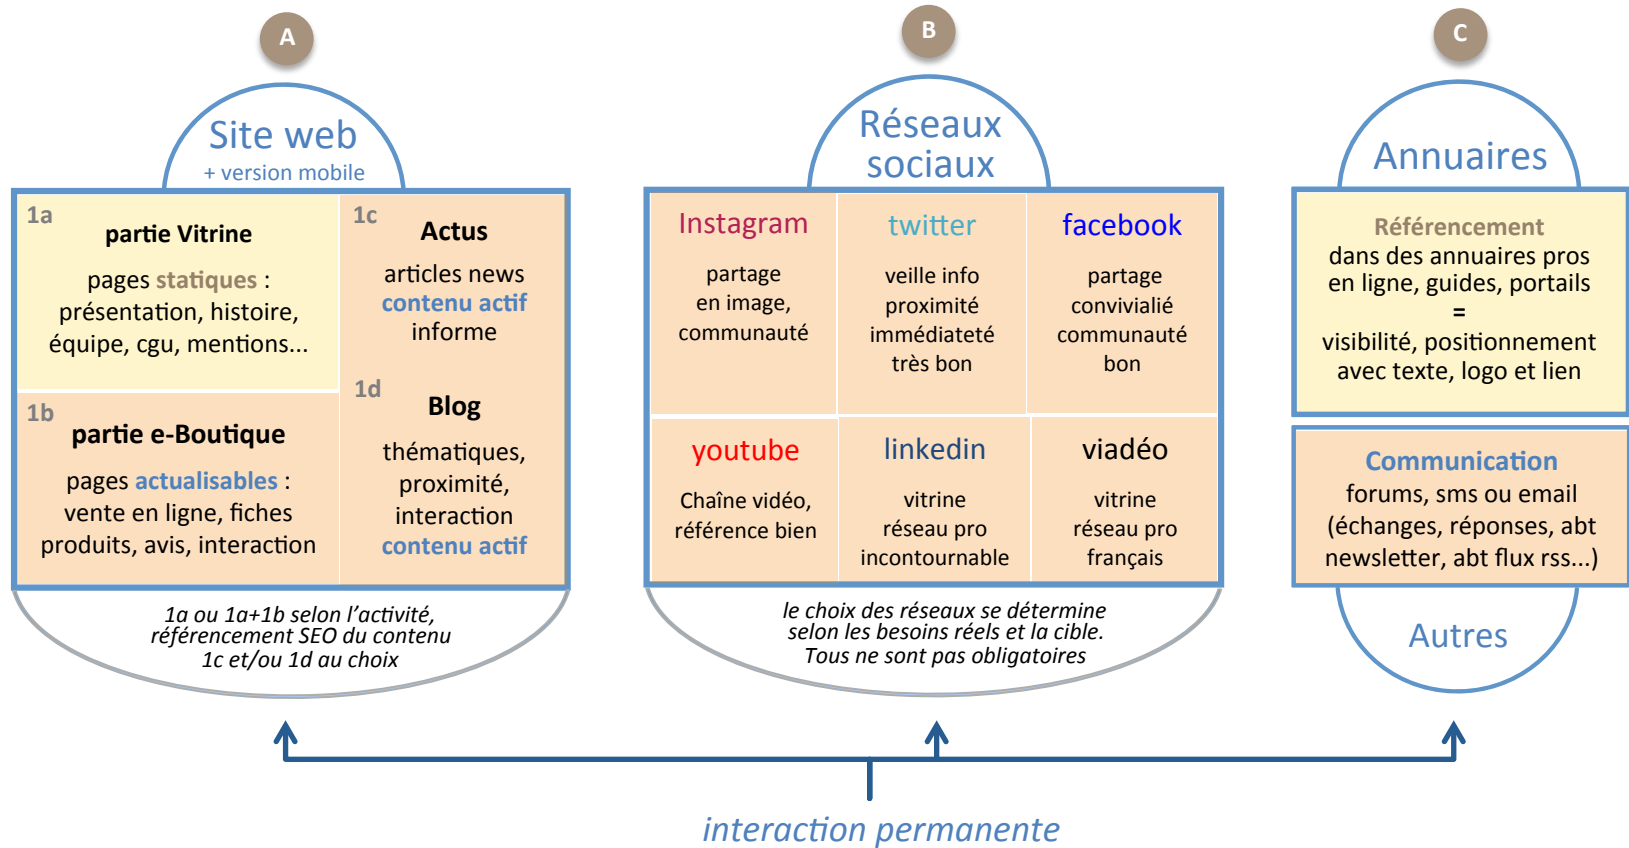 A
Site web
+ version mobile
1a
partie Vitrine
pages statiques :
présentation, histoire,
équipe, cgu, mentions...
1b
partie e-Boutique
pages actualisables :
vente en ligne, fiches
produits, avis, interaction
1c
Actus
articles news
contenu actif
informe
1d
Blog
thématiques,
proximité,
interaction
contenu actif
1a ou 1a+1b selon l’activité,
référencement SEO du contenu
1c et/ou 1d au choix
B
Réseaux
sociaux
Instagram
partage
en image,
communauté
twitter
veille info
proximité
immédiateté
très bon
facebook
partage
convivialié
communauté
bon
youtube
Chaîne vidéo,
référence bien
linkedin
vitrine
réseau pro
incontournable
viadéo
vitrine
réseau pro
français
le choix des réseaux se détermine
selon les besoins réels et la cible.
Tous ne sont pas obligatoires
C
Annuaires
Référencement
dans des annuaires pros
en ligne, guides, portails
=
visibilité, positionnement
avec texte, logo et lien
Communication
forums, sms ou email
(échanges, réponses, abt
newsletter, abt flux rss...)
Autres
interaction permanente